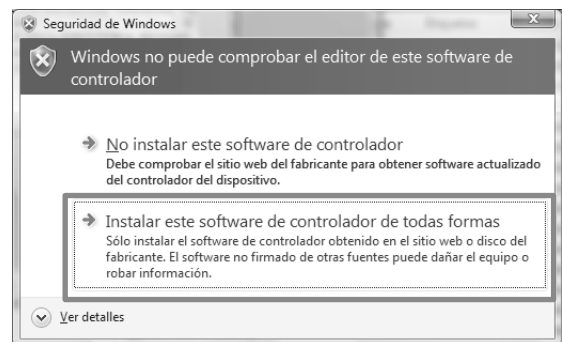 Seguridad de Windows
Windows no puede comprobar el editor de este software de
controlador
No instalar este software de controlador
Debe comprobar el sitio web del fabricante para obtener software actualizado
del controlador del dispositivo.
Instalar este software de controlador de todas formas
Sólo instalar el software de controlador obtenido en el sitio web o disco del
fabricante. El software no firmado de otras fuentes puede dañar el equipo o
robar información.
Ver detalles